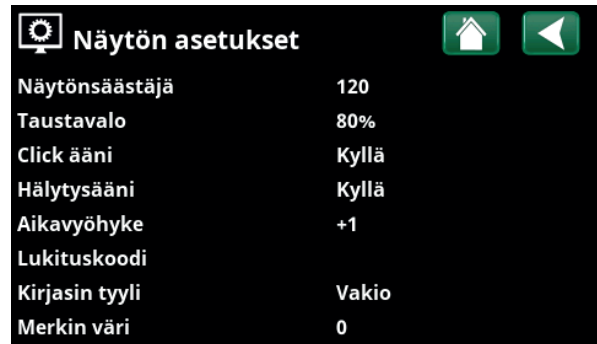 Näytön asetukset
Näytönsäästäjä 120
Taustavalo 80%
Click ääni Kyllä
Hälytysääni Kyllä
Aikavyöhyke +1
Lukituskoodi
Kirjasin tyyli Vakio
Merkin väri 0